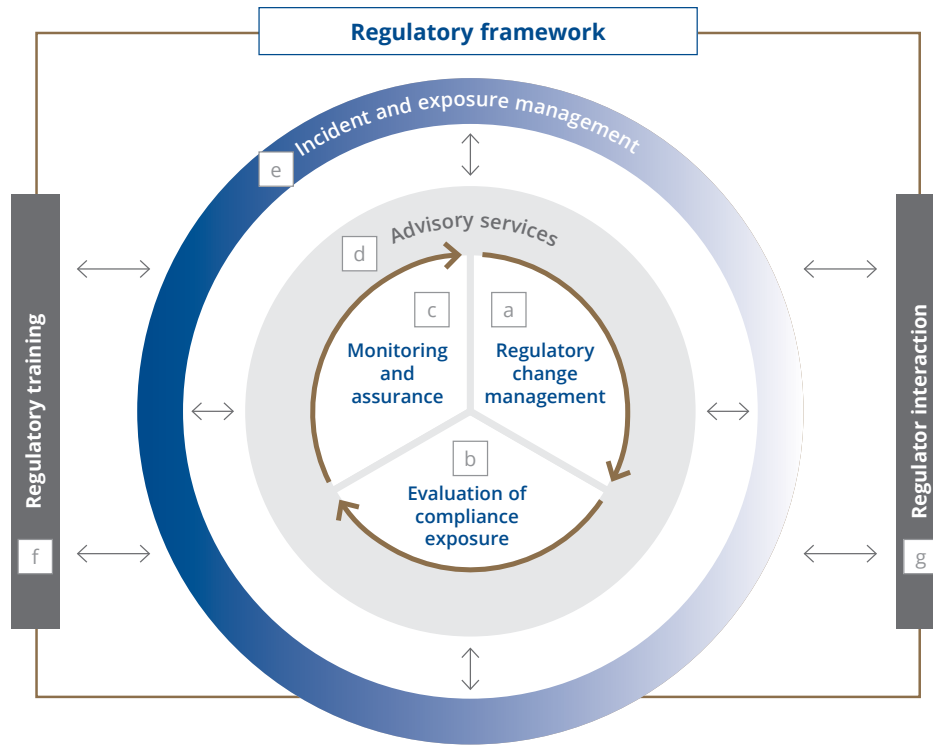 Regulatory framework
Incident and exposure management
e
Advisory services
d
c
a
Monitoring
and
assurance
Regulatory
change
management
b
Evaluation of
compliance
exposure
Regulatory training
f
Regulator interaction
g